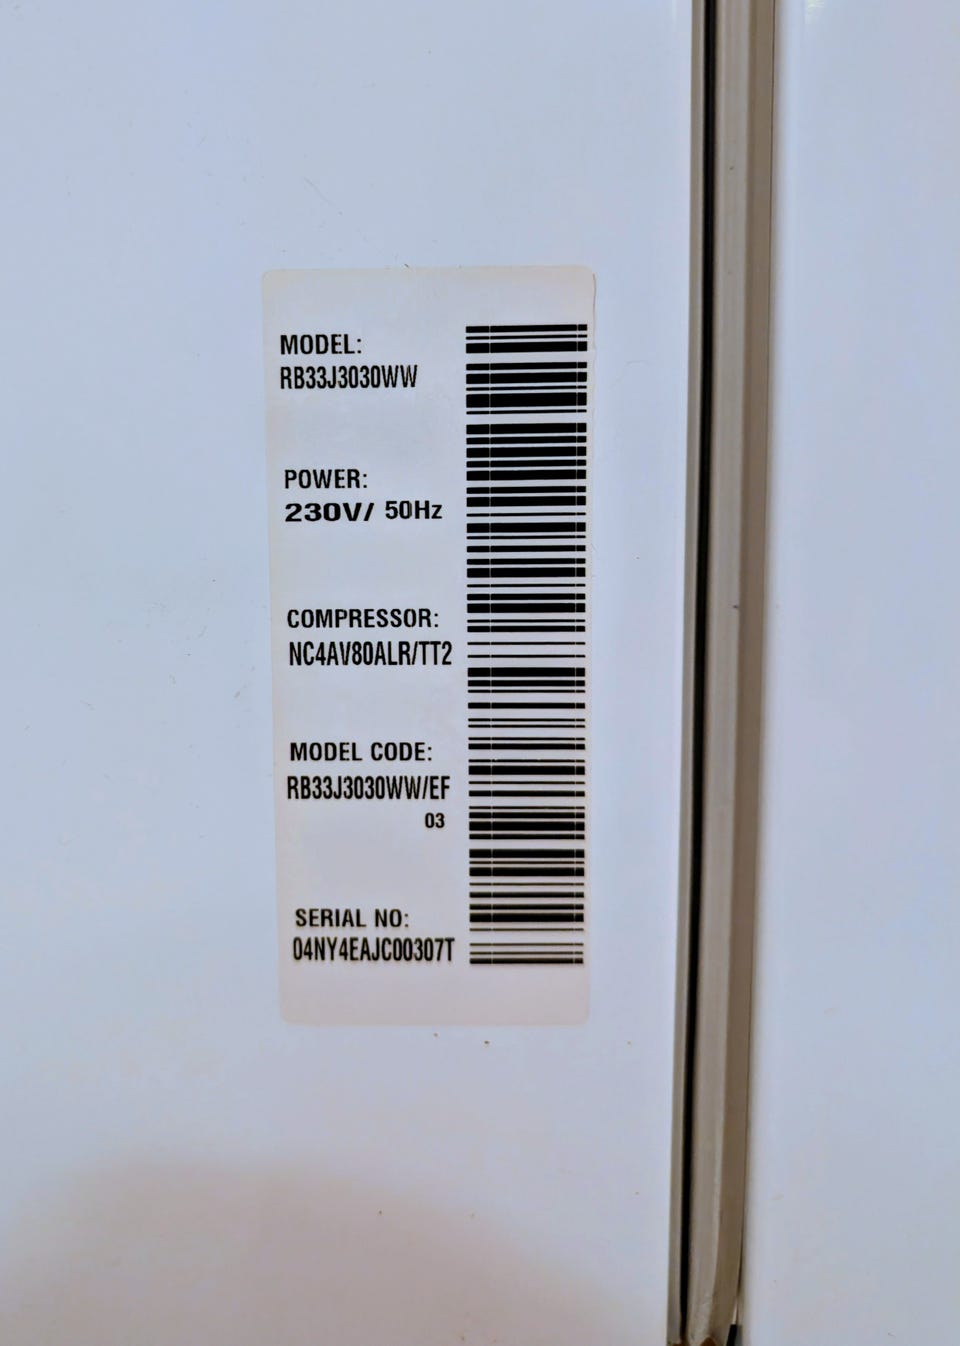 MODEL:
RB33J3030WW
POWER:
230V/ 50Hz
COMPRESSOR:
NC4AV80ALR/TT2
MODEL CODE:
RB33J3030WW/EF
03
SERIAL NO:
04NY4EAJC00307T